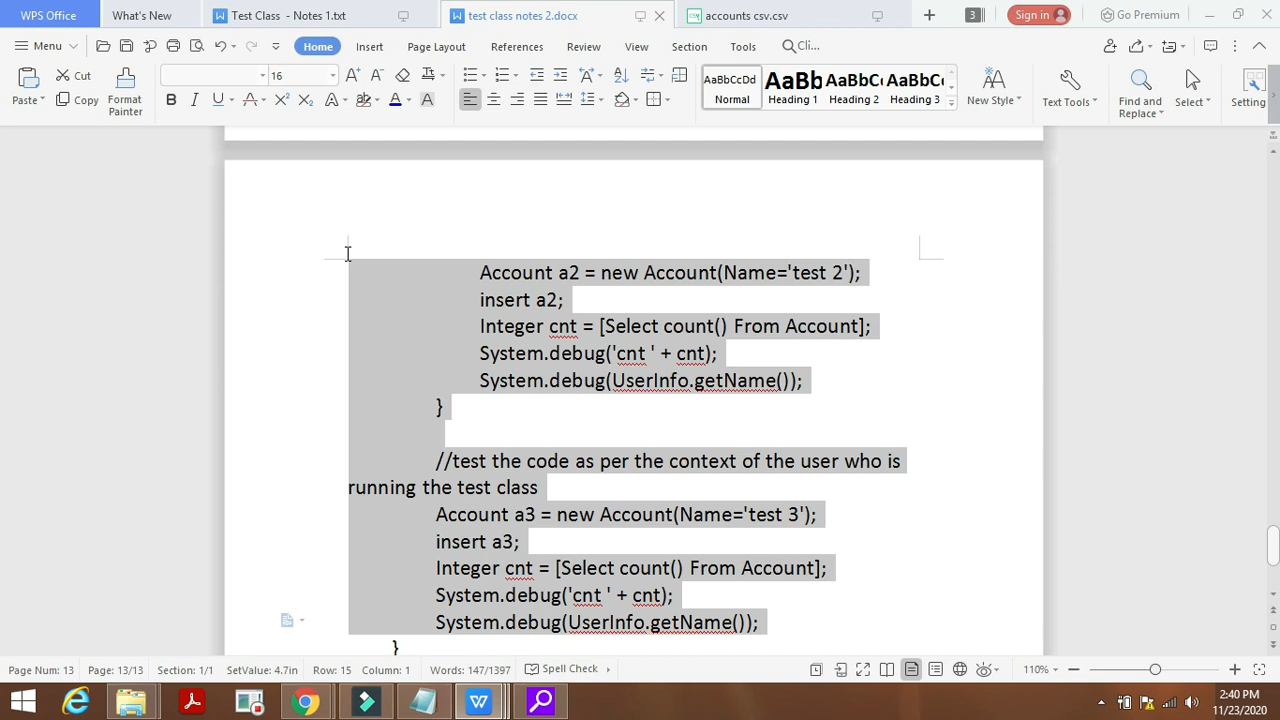 WPS Office
What's New
Test Class - Notes 1.txt
test class notes 2.docx
accounts csv.csv
3
Sign in
Go Premium
Menu
Home
Insert
Page Layout
References
Review
View
Section
Tools
Cli...
Paste
Cut
Copy
Format
Painter
16
B I U A X² X₂ A ab A A
AaBbCcDd
Normal
AaBb
Heading 1
AaBbC
Heading 2
AaBbC
Heading 3
New Style
Text Tools
Find and
Replace
Select
Setting
Account a2 = new Account(Name='test 2');
insert a2;
Integer cnt = [Select count() From Account];
System.debug('cnt ' + cnt);
System.debug(UserInfo.getName());
}
//test the code as per the context of the user who is
running the test class
Account a3 = new Account(Name='test 3');
insert a3;
Integer cnt = [Select count() From Account];
System.debug('cnt ' + cnt);
System.debug(UserInfo.getName());
}
Page Num: 13
Page: 13/13
Section: 1/1
SetValue: 4.7in
Row: 15
Column: 1
Words: 147/1397
Spell Check
110%
2:40 PM
11/23/2020